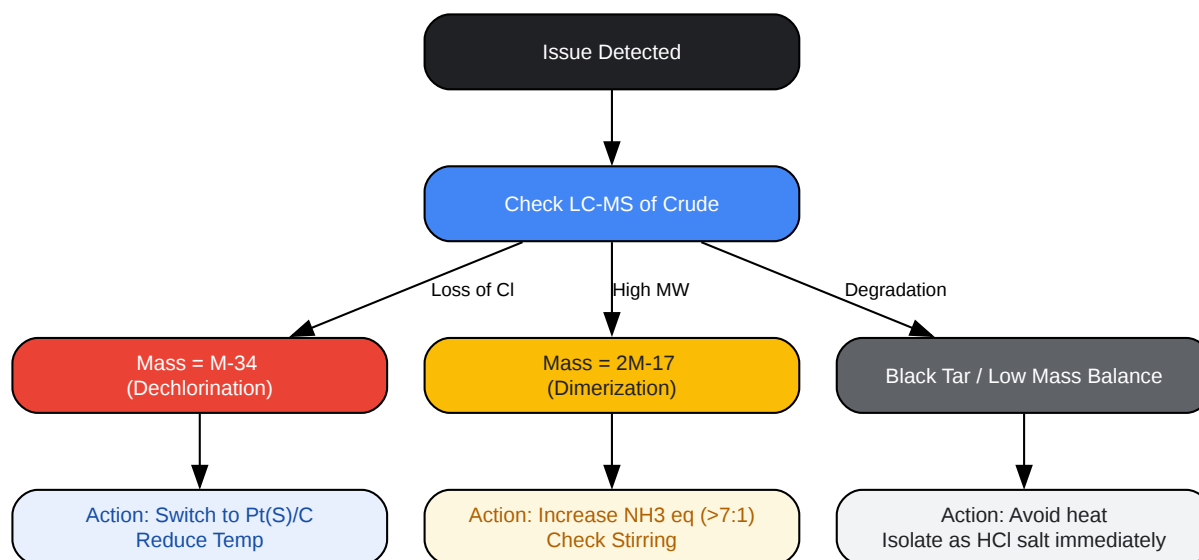 Issue Detected
Check LC-MS of Crude
Loss of Cl
High MW
Degradation
Mass = M-34
(Dechlorination)
Mass = 2M-17
(Dimerization)
Black Tar / Low Mass Balance
Action: Switch to Pt(S)/C
Reduce Temp
Action: Increase NH3 eq (>7:1)
Check Stirring
Action: Avoid heat
Isolate as HCl salt immediately